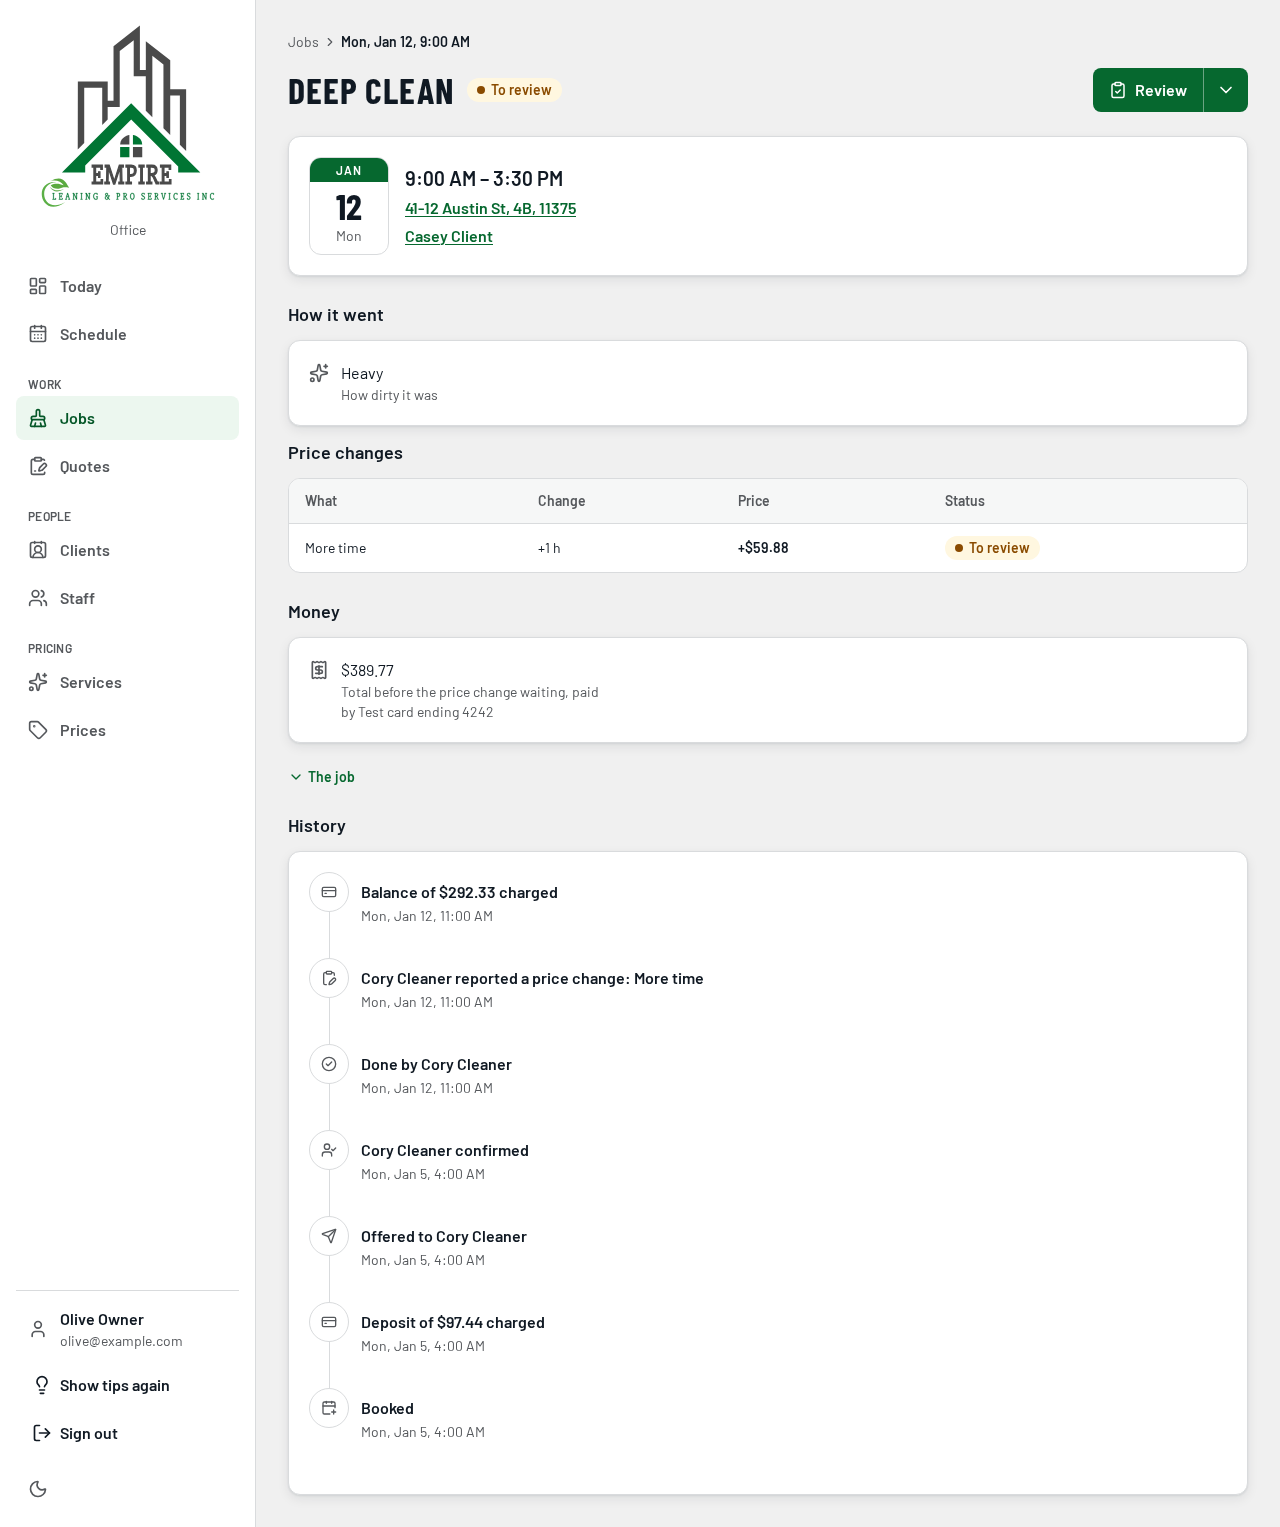 EMPIRE
LEANING & PRO SERVICES INC
Office
Today
Schedule
WORK
Jobs
Quotes
PEOPLE
Clients
Staff
PRICING
Services
Prices
Olive Owner
olive@example.com
Show tips again
Sign out
Jobs > Mon, Jan 12, 9:00 AM
DEEP CLEAN
To review
Review
JAN
12
Mon
9:00 AM – 3:30 PM
41-12 Austin St, 4B, 11375
Casey Client
How it went
Heavy
How dirty it was
Price changes
What Change Price Status
More time +1 h +$59.88 To review
Money
$389.77
Total before the price change waiting, paid
by Test card ending 4242
The job
History
Balance of $292.33 charged
Mon, Jan 12, 11:00 AM
Cory Cleaner reported a price change: More time
Mon, Jan 12, 11:00 AM
Done by Cory Cleaner
Mon, Jan 12, 11:00 AM
Cory Cleaner confirmed
Mon, Jan 5, 4:00 AM
Offered to Cory Cleaner
Mon, Jan 5, 4:00 AM
Deposit of $97.44 charged
Mon, Jan 5, 4:00 AM
Booked
Mon, Jan 5, 4:00 AM